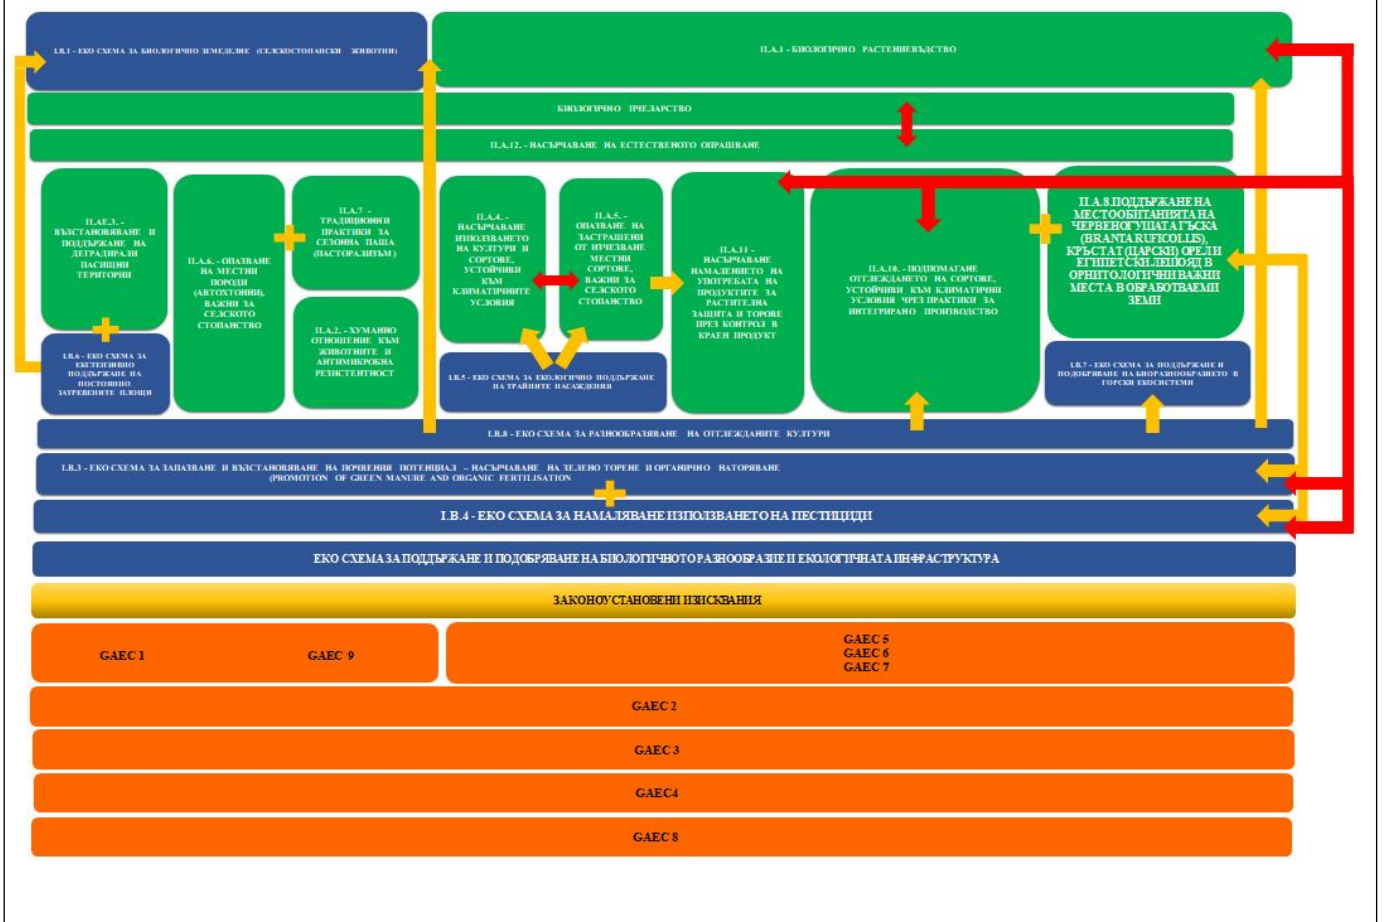 I.B.1 - ЕКО СХЕМА ЗА БИОЛОГИЧНО ЗЕМЕДЕЛИЕ (СЕЛСКОСТОПАНСКИ ЖИВОТНИ)
II.A.1 - БИОЛОГИЧНО РАСТЕНИЕВЪДСТВО
БИОЛОГИЧНО ПЧЕЛАРСТВО
II.A.12. - НАСЪРЧАВАНЕ НА ЕСТЕСТВЕНОТО ОПРАШВАНЕ
II.AE.3. -
ВЪЗСТАНОВЯВАНЕ И
ПОДДЪРЖАНЕ НА
ДЕГРАДИРАЛИ
ПАСИЩНИ
ТЕРИТОРИИ
II.A.6. - ОПАЗВАНЕ
НА МЕСТНИ
ПОРОДИ
(АВТОХТОННИ),
ВАЖНИ ЗА
СЕЛСКОТО
СТОПАНСТВО
II.A.7 -
ТРАДИЦИОННИ
ПРАКТИКИ ЗА
СЕЗОННА ПАША
(ПАСТОРАЛИТЪМ)
II.A.2. - ХУМАННО
ОТНОШЕНИЕ КЪМ
ЖИВОТНИТЕ И
АНТИМИКРОБНА
РЕЗИСТЕНТНОСТ
II.A.4. -
НАСЪРЧАВАНЕ
ИЗПОЛЗВАНЕТО
НА КУЛТУРИ И
СОРТОВЕ,
УСТОЙЧИВИ
КЪМ
КЛИМАТИЧНИТЕ
УСЛОВИЯ
II.A.5. -
ОПАЗВАНЕ НА
ЗАСТРАШЕНИ
ОТ ИЗЧЕЗВАНЕ
МЕСТНИ
СОРТОВЕ,
ВАЖНИ ЗА
СЕЛСКОТО
СТОПАНСТВО
II.A.11 -
НАСЪРЧАВАНЕ
НАМАЛЕНИЕТО НА
УПОТРЕБАТА НА
ПРОДУКТИТЕ ЗА
РАСТИТЕЛНА
ЗАЩИТА И ТОРОВЕ
ПРЕЗ КОНТРОЛ В
КРАЕН ПРОДУКТ
II.A.10. - ПОДПОМАГАНЕ
ОТГЛЕЖДАНЕТО НА СОРТОВЕ,
УСТОЙЧИВИ КЪМ КЛИМАТИЧНИ
УСЛОВИЯ ЧРЕЗ ПРАКТИКИ ЗА
ИНТЕГРИРАНО ПРОИЗВОДСТВО
II.A.8.ПОДДЪРЖАНЕ НА
МЕСТООБИТАНИЯТА НА
ЧЕРВЕНОГУШАТА ГЪСКА
(BRANTA RUFICOLLIS),
КРЪСТАТ (ЦАРСКИ) ОРЕЛ И
ЕГИПЕТСКИ ЛЕШОЯД В
ОРНИТОЛОГИЧНИ ВАЖНИ
МЕСТА В ОБРАБОТВАЕМИ
ЗЕМИ
I.B.6 - ЕКО СХЕМА ЗА
ЕКСТЕНЗИВНО
ПОДДЪРЖАНЕ НА
ПОСТОЯННО
ЗАТРЕВЕНИТЕ ПЛОЩИ
I.B.5 - ЕКО СХЕМА ЗА ЕКОЛОГИЧНО ПОДДЪРЖАНЕ
НА ТРАЙНИТЕ НАСАЖДЕНИЯ
I.B.7 - ЕКО СХЕМА ЗА ПОДДЪРЖАНЕ И
ПОДОБРЯВАНЕ НА БИОРАЗНООБРАЗИЕТО В
ГОРСКИ ЕКОСИСТЕМИ
I.B.8 - ЕКО СХЕМА ЗА РАЗНООБРАЗЯВАНЕ НА ОТГЛЕЖДАНИТЕ КУЛТУРИ
I.B.3 - ЕКО СХЕМА ЗА ЗАПАЗВАНЕ И ВЪЗСТАНОВЯВАНЕ НА ПОЧВЕНИЯ ПОТЕНЦИАЛ – НАСЪРЧАВАНЕ НА ЗЕЛЕНО ТОРЕНЕ И ОРГАНИЧНО НАТОРЯВАНЕ
(PROMOTION OF GREEN MANURE AND ORGANIC FERTILISATION
I.B.4 - ЕКО СХЕМА ЗА НАМАЛЯВАНЕ ИЗПОЛЗВАНЕТО НА ПЕСТИЦИДИ
ЕКО СХЕМА ЗА ПОДДЪРЖАНЕ И ПОДОБРЯВАНЕ НА БИОЛОГИЧНОТО РАЗНООБРАЗИЕ И ЕКОЛОГИЧНАТА ИНФРАСТРУКТУРА
ЗАКОНОУСТАНОВЕНИ ИЗИСКВАНИЯ
GAEC 1 GAEC 9
GAEC 5
GAEC 6
GAEC 7
GAEC 2
GAEC 3
GAEC4
GAEC 8